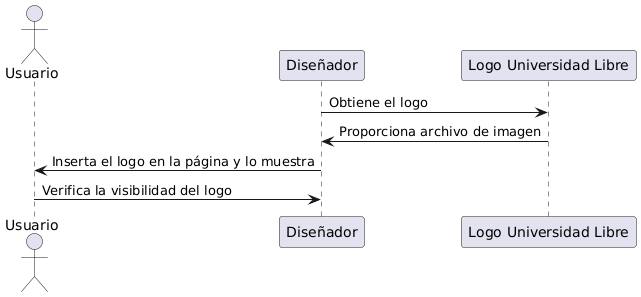 Usuario
Diseñador
Logo Universidad Libre
Obtiene el logo
Proporciona archivo de imagen
Inserta el logo en la página y lo muestra
Verifica la visibilidad del logo
Usuario
Diseñador
Logo Universidad Libre